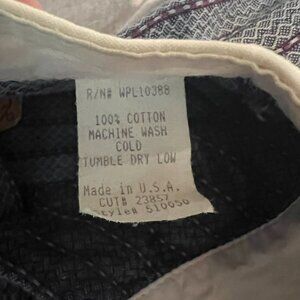 R/N# WPL10388
100% COTTON
MACHINE WASH
COLD
TUMBLE DRY LOW
Made in U.S.A.
CUT# 23857
Style# 510650